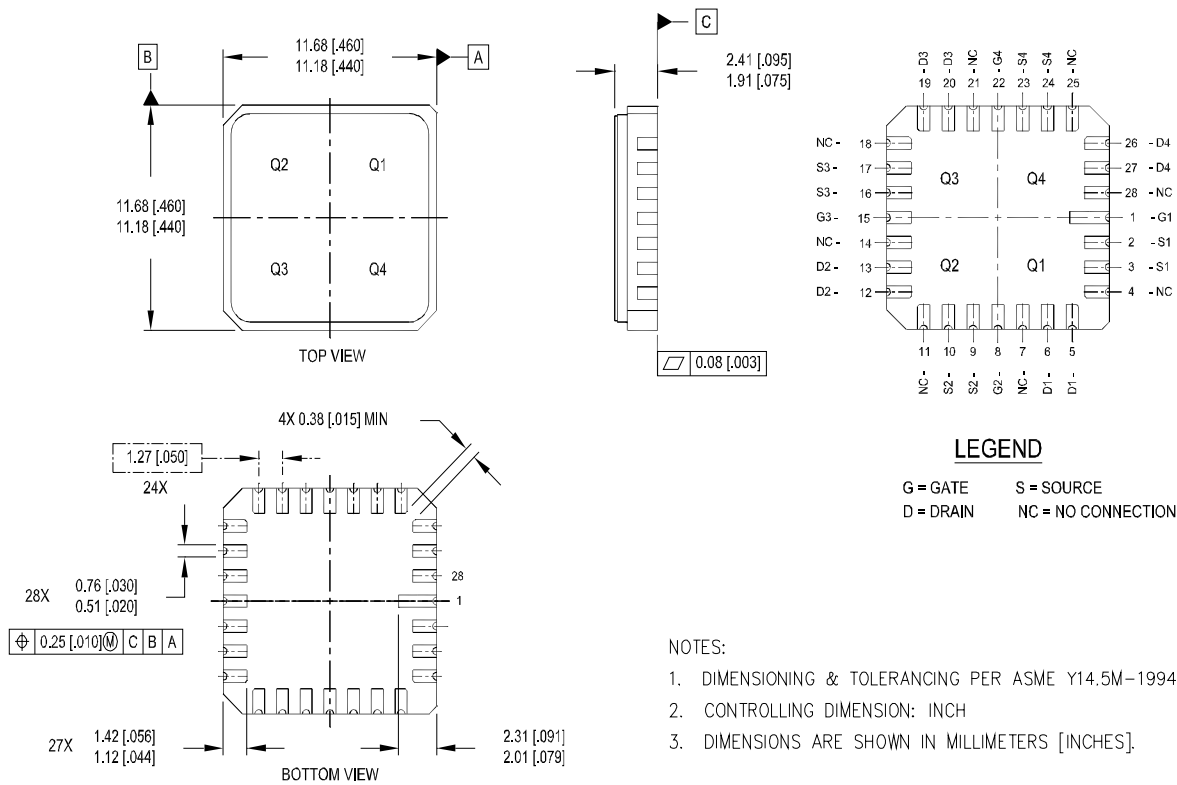 B
11.68 [.460]
11.18 [.440]
A
11.68 [.460]
11.18 [.440]
Q2
Q1
Q3
Q4
TOP VIEW
C
2.41 [.095]
1.91 [.075]
0.08 [.003]
19 - D3
20 - D3
21 - NC
22 - G4
23 - S4
24 - S4
25 - NC
NC - 18
S3 - 17
S3 - 16
G3 - 15
NC - 14
D2 - 13
D2 - 12
Q3
Q4
Q2
Q1
26 - D4
27 - D4
28 - NC
1 - G1
2 - S1
3 - S1
4 - NC
NC - 11
S2 - 10
S2 - 9
G2 - 8
NC - 7
D1 - 6
D1 - 5
LEGEND
G = GATE S = SOURCE
D = DRAIN NC = NO CONNECTION
4X 0.38 [.015] MIN
1.27 [.050]
24X
28X 0.76 [.030]
0.51 [.020]
⌖ 0.25 [.010] Ⓜ C B A
28
1
27X 1.42 [.056]
1.12 [.044]
2.31 [.091]
2.01 [.079]
BOTTOM VIEW
NOTES:
1. DIMENSIONING & TOLERANCING PER ASME Y14.5M-1994
2. CONTROLLING DIMENSION: INCH
3. DIMENSIONS ARE SHOWN IN MILLIMETERS [INCHES].